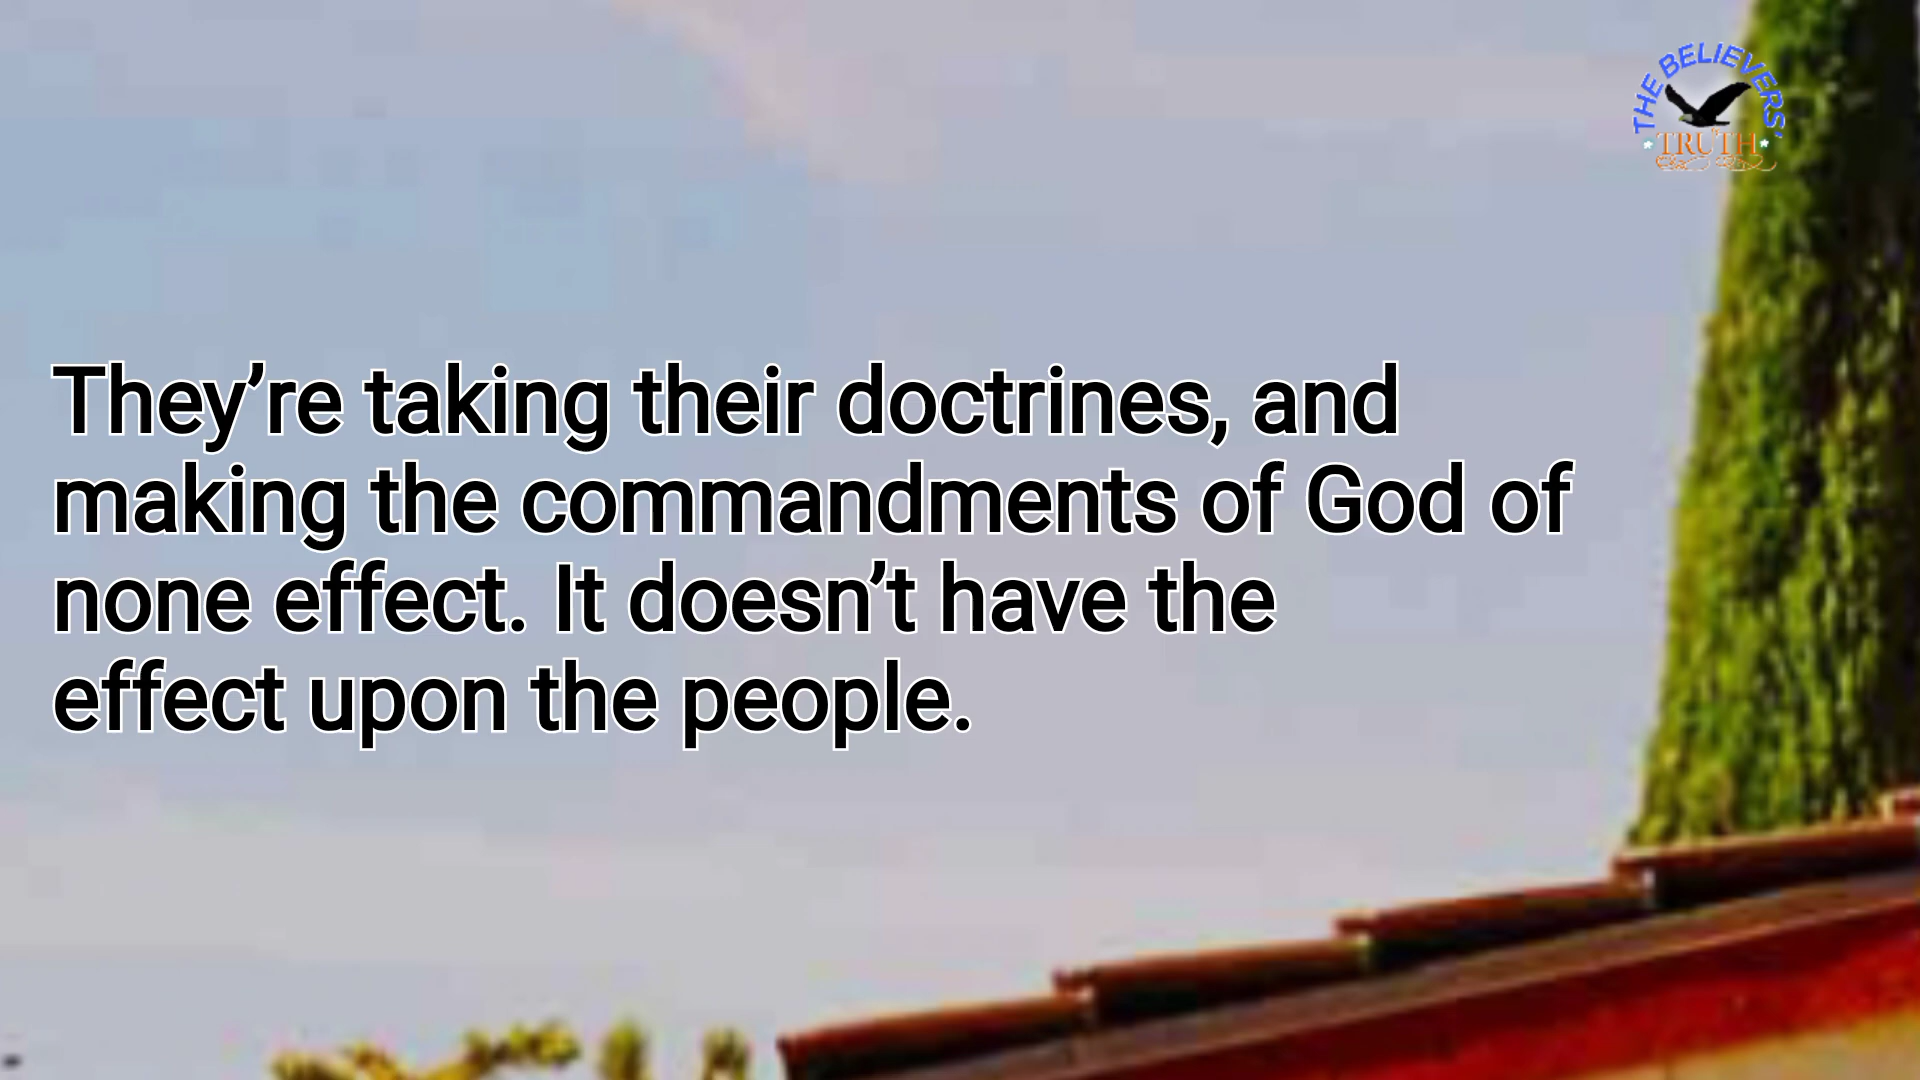 THE BELIEVERS'
TRUTH
They’re taking their doctrines, and
making the commandments of God of
none effect. It doesn’t have the
effect upon the people.